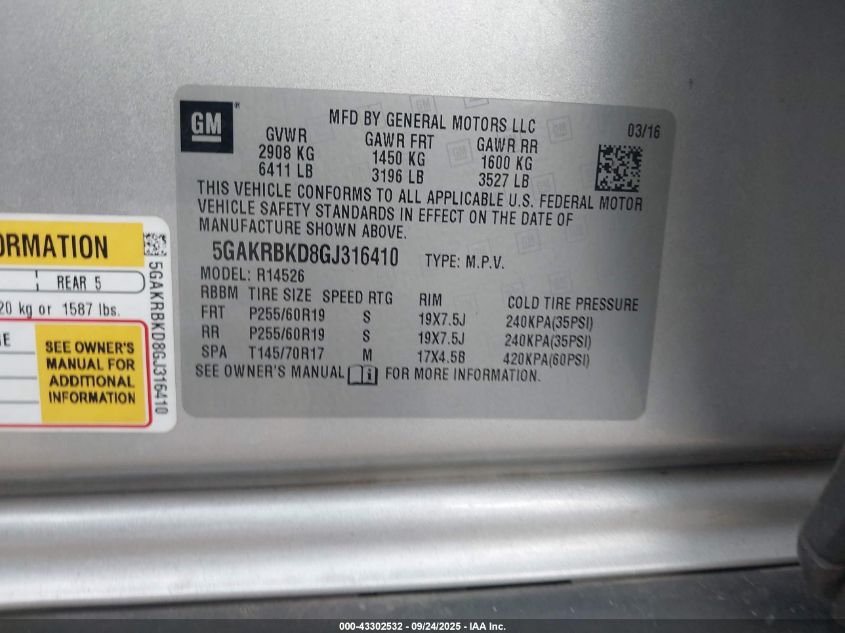 GM
MFD BY GENERAL MOTORS LLC
03/16
GVWR GAWR FRT GAWR RR
2908 KG 1450 KG 1600 KG
6411 LB 3196 LB 3527 LB
THIS VEHICLE CONFORMS TO ALL APPLICABLE U.S. FEDERAL MOTOR
VEHICLE SAFETY STANDARDS IN EFFECT ON THE DATE OF
MANUFACTURE SHOWN ABOVE.
5GAKRBKD8GJ316410 TYPE: M.P.V.
MODEL: R14526
RBBM TIRE SIZE SPEED RTG RIM COLD TIRE PRESSURE
FRT P255/60R19 S 19X7.5J 240KPA(35PSI)
RR P255/60R19 S 19X7.5J 240KPA(35PSI)
SPA T145/70R17 M 17X4.5B 420KPA(60PSI)
SEE OWNER'S MANUAL FOR MORE INFORMATION.
ORMATION
REAR 5
20 kg or 1587 lbs.
SEE OWNER'S
MANUAL FOR
ADDITIONAL
INFORMATION
5GAKRBKD8GJ316410
000-43302532 - 09/24/2025 - IAA Inc.